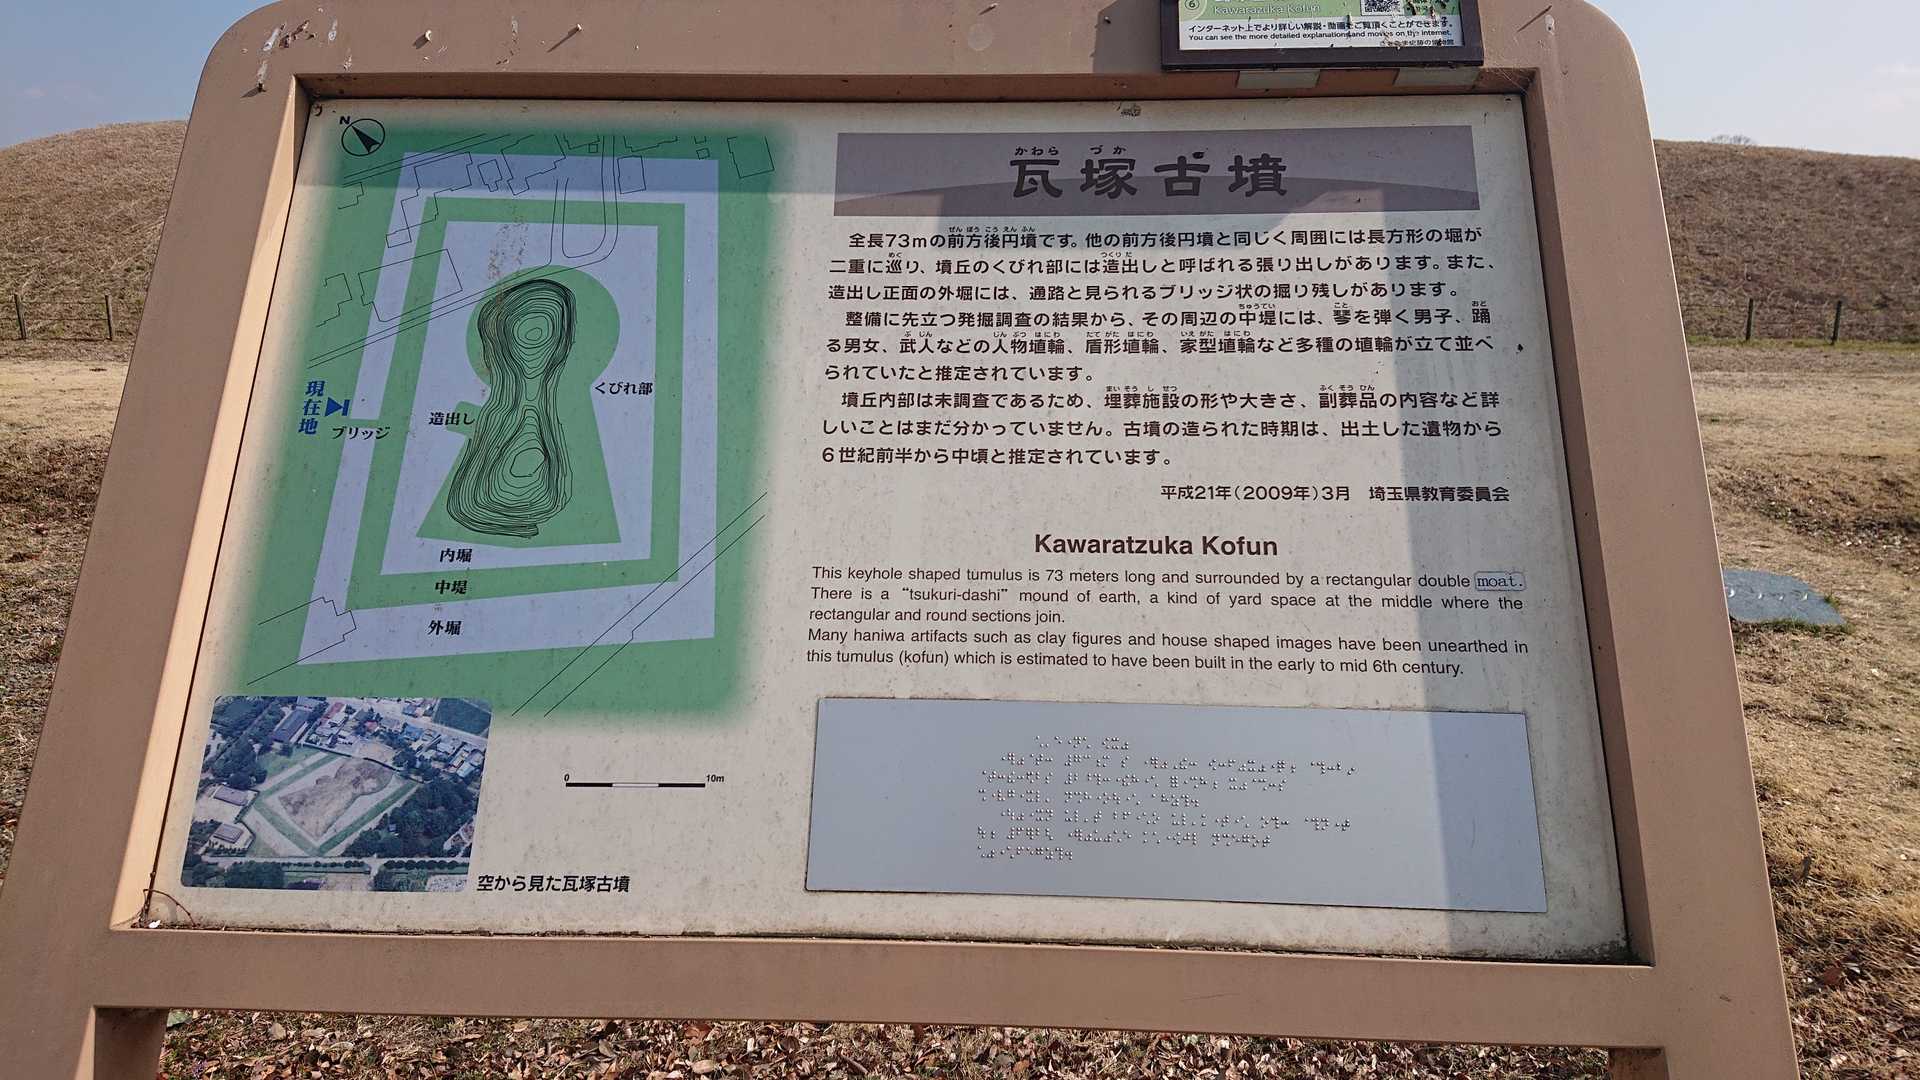 Kawarazuka Kofun
インターネット上でより詳しい解説・動画をご覧頂くことができます。
You can see the more detailed explanation and movies on the internet.
N
かわら づか
瓦塚古墳
全長73mの前方後円墳です。他の前方後円墳と同じく周囲には長方形の堀が
二重に巡り、墳丘のくびれ部には造出しと呼ばれる張り出しがあります。また、
造出し正面の外堀には、通路と見られるブリッジ状の掘り残しがあります。
整備に先立つ発掘調査の結果から、その周辺の中堤には、琴を弾く男子、踊
る男女、武人などの人物埴輪、盾形埴輪、家型埴輪など多種の埴輪が立て並べ
られていたと推定されています。
墳丘内部は未調査であるため、埋葬施設の形や大きさ、副葬品の内容など詳
しいことはまだ分かっていません。古墳の造られた時期は、出土した遺物から
6世紀前半から中頃と推定されています。
平成21年(2009年)3月 埼玉県教育委員会
Kawaratzuka Kofun
This keyhole shaped tumulus is 73 meters long and surrounded by a rectangular double moat.
There is a “tsukuri-dashi” mound of earth, a kind of yard space at the middle where the
rectangular and round sections join.
Many haniwa artifacts such as clay figures and house shaped images have been unearthed in
this tumulus (kofun) which is estimated to have been built in the early to mid 6th century.
現在地
ブリッジ
造出し
くびれ部
内堀
中堤
外堀
0 10m
空から見た瓦塚古墳